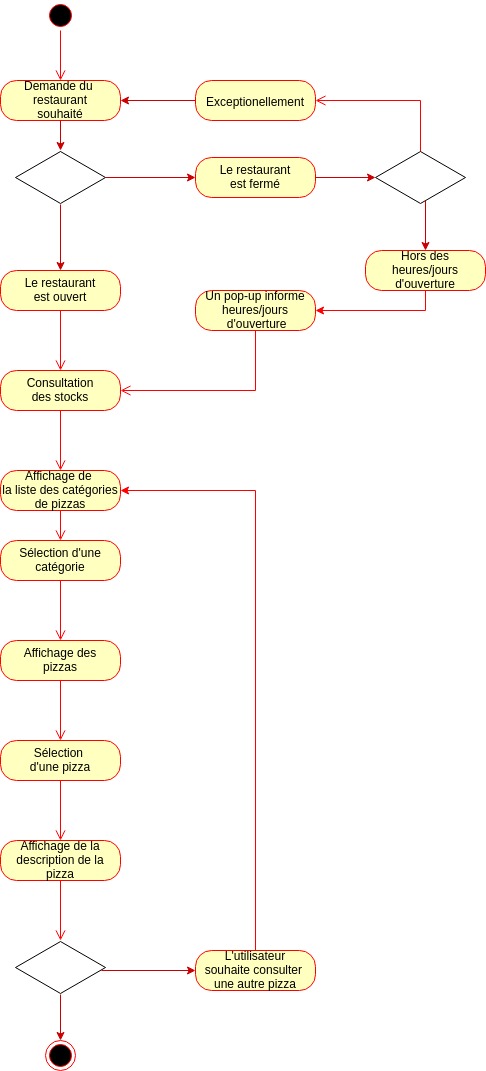 Demande du
restaurant
souhaité
Exceptionellement
Le restaurant
est fermé
Hors des
heures/jours
d'ouverture
Le restaurant
est ouvert
Un pop-up informe
heures/jours
d'ouverture
Consultation
des stocks
Affichage de
la liste des catégories
de pizzas
Sélection d'une
catégorie
Affichage des
pizzas
Sélection
d'une pizza
Affichage de la
description de la
pizza
L'utilisateur
souhaite consulter
une autre pizza